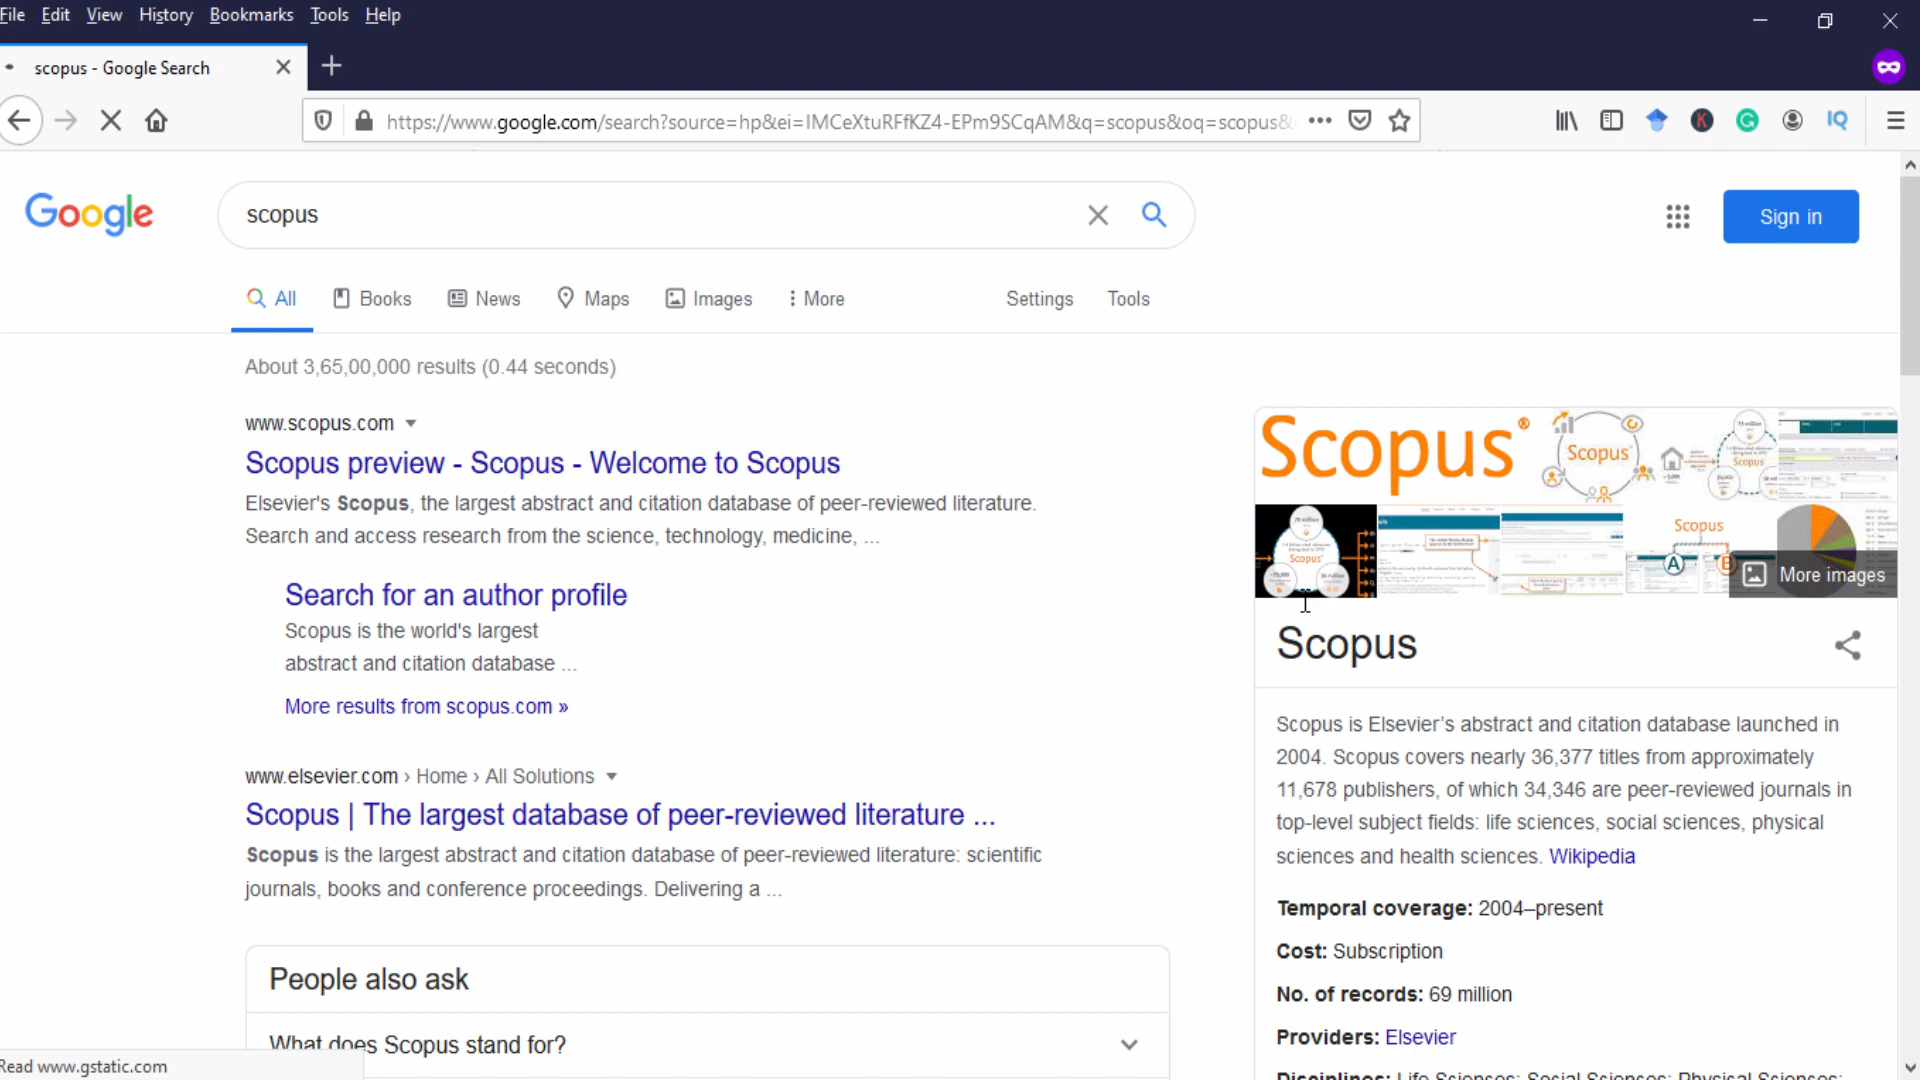 File Edit View History Bookmarks Tools Help
scopus - Google Search
https://www.google.com/search?source=hp&ei=IMCeXtuRFfKZ4-EPm9SCqAM&q=scopus&oq=scopus&
IQ
Google
scopus
Sign in
All Books News Maps Images More Settings Tools
About 3,65,00,000 results (0.44 seconds)
www.scopus.com
Scopus preview - Scopus - Welcome to Scopus
Elsevier's Scopus, the largest abstract and citation database of peer-reviewed literature.
Search and access research from the science, technology, medicine, ...
Search for an author profile
Scopus is the world's largest
abstract and citation database ...
More results from scopus.com »
www.elsevier.com › Home › All Solutions
Scopus | The largest database of peer-reviewed literature ...
Scopus is the largest abstract and citation database of peer-reviewed literature: scientific
journals, books and conference proceedings. Delivering a ...
People also ask
What does Scopus stand for?
Read www.gstatic.com
Scopus®
Scopus
Scopus
Scopus
Scopus
A B
More images
Scopus
Scopus is Elsevier’s abstract and citation database launched in
2004. Scopus covers nearly 36,377 titles from approximately
11,678 publishers, of which 34,346 are peer-reviewed journals in
top-level subject fields: life sciences, social sciences, physical
sciences and health sciences. Wikipedia
Temporal coverage: 2004–present
Cost: Subscription
No. of records: 69 million
Providers: Elsevier
Disciplines: Life Sciences; Social Sciences; Physical Sciences;